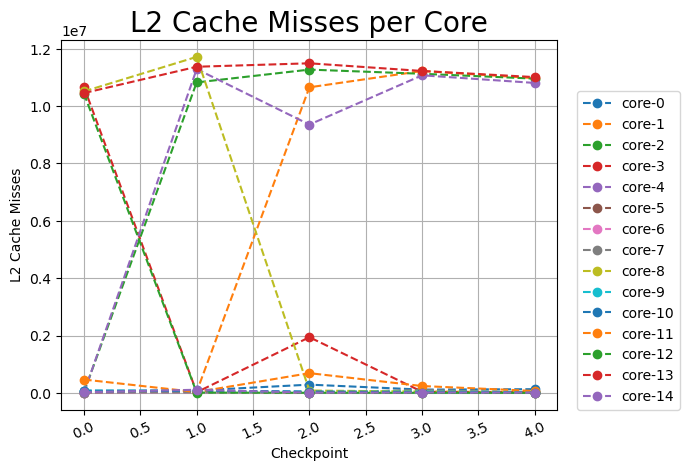 L2 Cache Misses per Core
1e7
1.2
1.0
0.8
0.6
0.4
0.2
0.0
L2 Cache Misses
0.0
0.5
1.0
1.5
2.0
2.5
3.0
3.5
4.0
Checkpoint
core-0
core-1
core-2
core-3
core-4
core-5
core-6
core-7
core-8
core-9
core-10
core-11
core-12
core-13
core-14